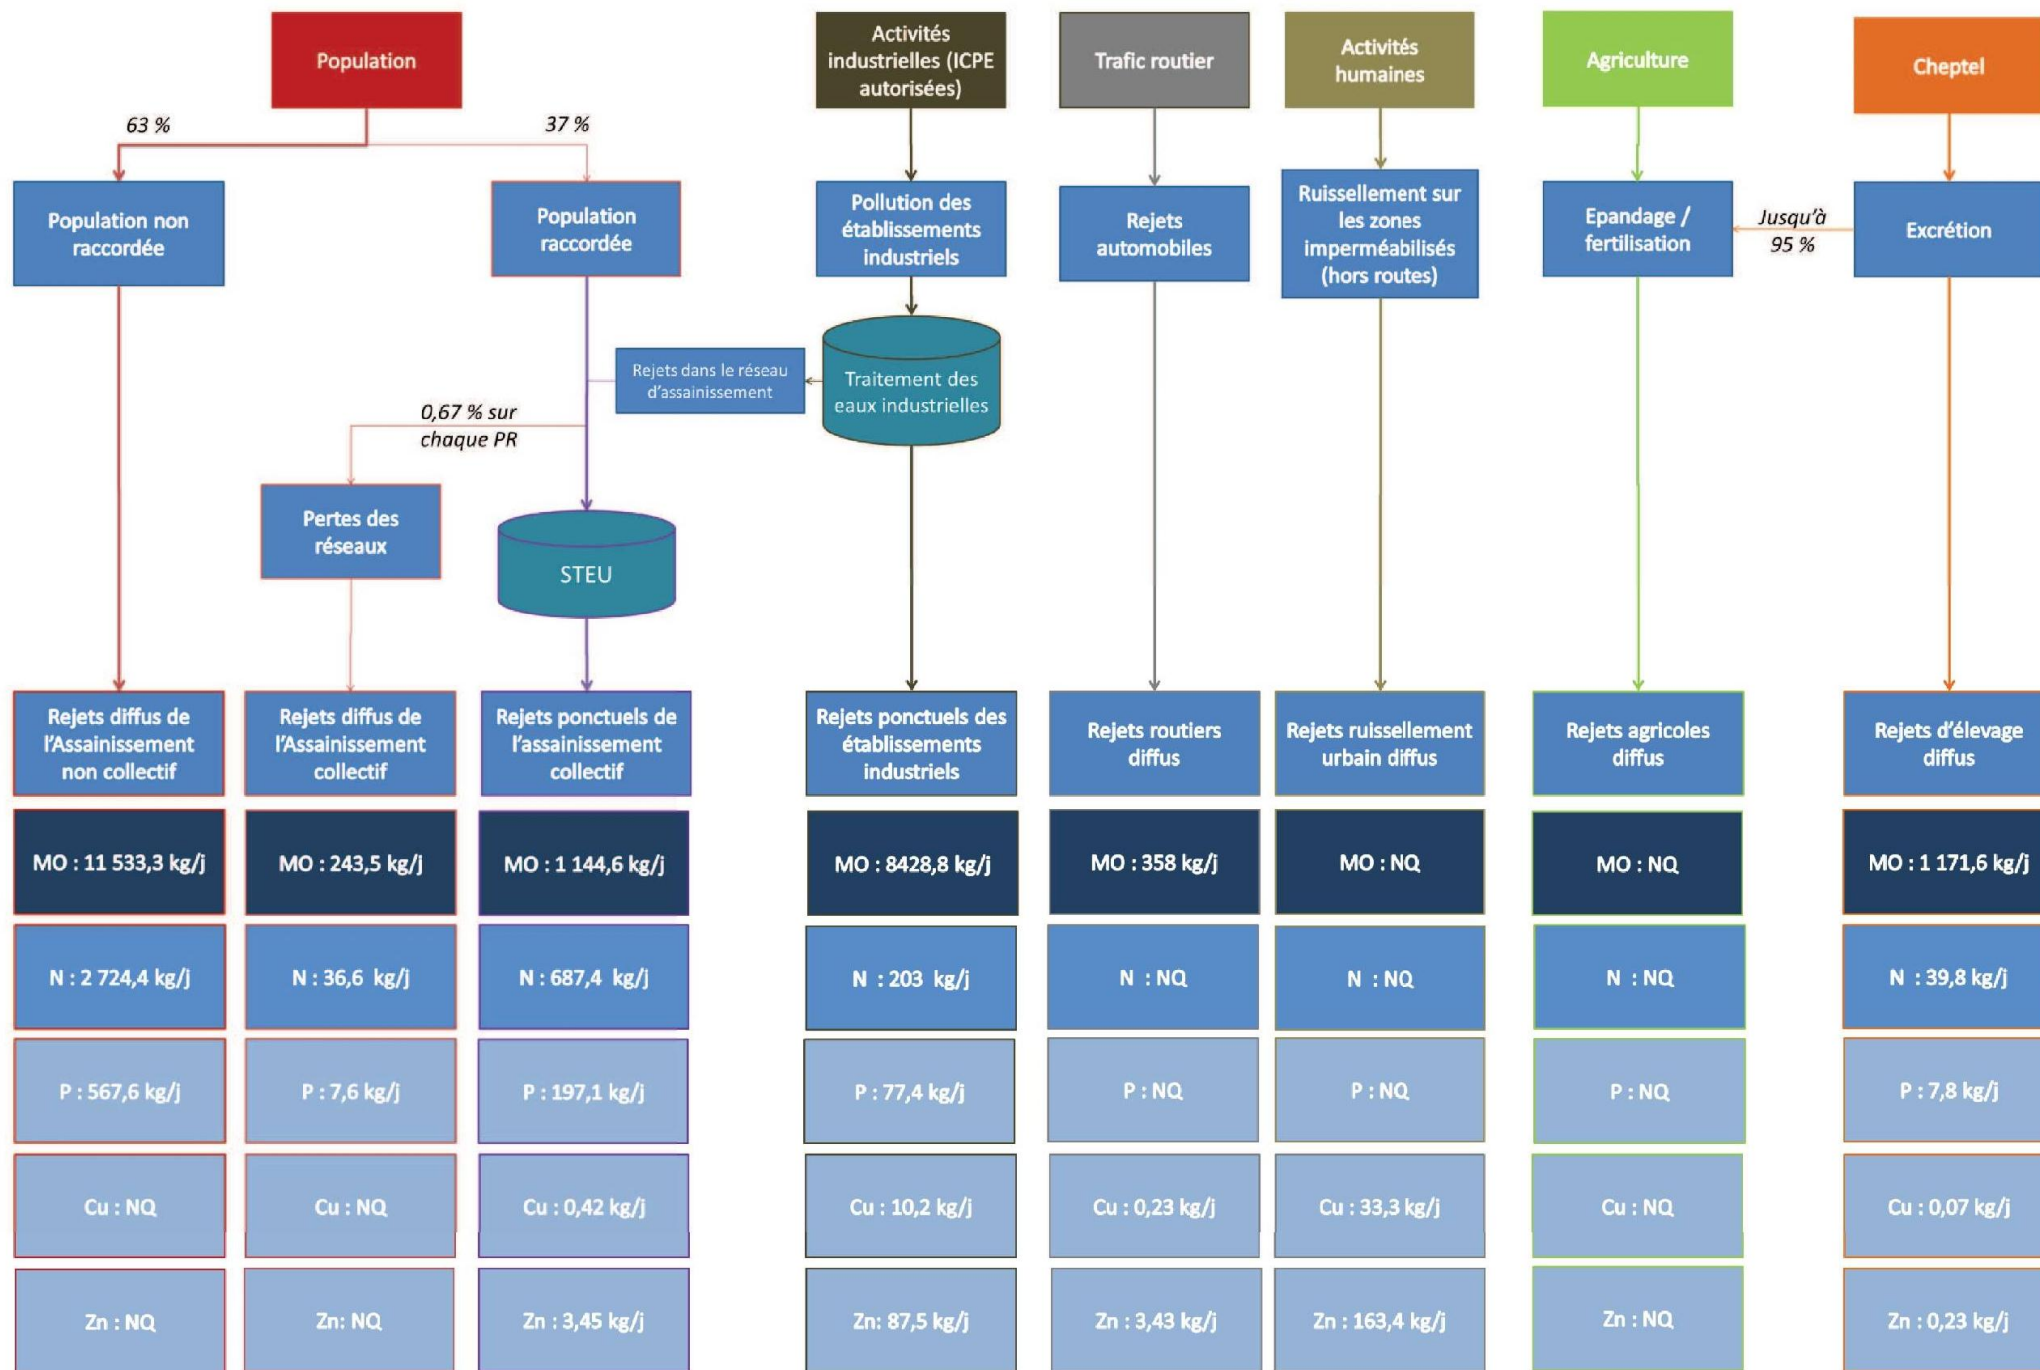 Population
Activités
industrielles (ICPE
autorisées)
Trafic routier
Activités
humaines
Agriculture
Cheptel
63 %
37 %
Population non
raccordée
Population
raccordée
Pollution des
établissements
industriels
Rejets
automobiles
Ruissellement sur
les zones
imperméabilisés
(hors routes)
Epandage /
fertilisation
Jusqu'à
95 %
Excrétion
Rejets dans le réseau
d'assainissement
Traitement des
eaux industrielles
0,67 % sur
chaque PR
Pertes des
réseaux
STEU
Rejets diffus de
l'Assainissement
non collectif
Rejets diffus de
l'Assainissement
collectif
Rejets ponctuels de
l'assainissement
collectif
Rejets ponctuels des
établissements
industriels
Rejets routiers
diffus
Rejets ruissellement
urbain diffus
Rejets agricoles
diffus
Rejets d'élevage
diffus
MO : 11 533,3 kg/j
MO : 243,5 kg/j
MO : 1 144,6 kg/j
MO : 8428,8 kg/j
MO : 358 kg/j
MO : NQ
MO : NQ
MO : 1 171,6 kg/j
N : 2 724,4 kg/j
N : 36,6 kg/j
N : 687,4 kg/j
N : 203 kg/j
N : NQ
N : NQ
N : NQ
N : 39,8 kg/j
P : 567,6 kg/j
P : 7,6 kg/j
P : 197,1 kg/j
P : 77,4 kg/j
P : NQ
P : NQ
P : NQ
P : 7,8 kg/j
Cu : NQ
Cu : NQ
Cu : 0,42 kg/j
Cu : 10,2 kg/j
Cu : 0,23 kg/j
Cu : 33,3 kg/j
Cu : NQ
Cu : 0,07 kg/j
Zn : NQ
Zn: NQ
Zn : 3,45 kg/j
Zn: 87,5 kg/j
Zn : 3,43 kg/j
Zn : 163,4 kg/j
Zn : NQ
Zn : 0,23 kg/j